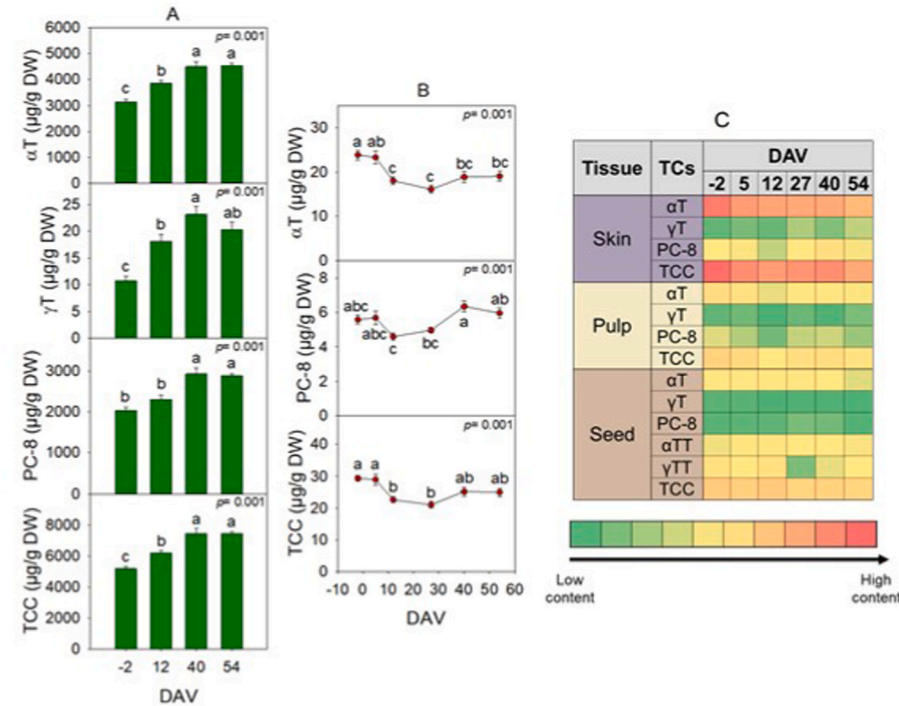 A
αT (µg/g DW)
6000
5000
4000
3000
2000
1000
0
p= 0.001
c
b
a
a
γT (µg/g DW)
25
20
15
10
5
0
p= 0.001
c
b
a
ab
PC-8 (µg/g DW)
3000
2000
1000
0
p= 0.001
b
b
a
a
TCC (µg/g DW)
8000
6000
4000
2000
0
p= 0.001
c
b
a
a
-2 12 40 54
DAV
B
αT (µg/g DW)
30
20
10
0
p= 0.001
a
ab
c
c
bc
bc
PC-8 (µg/g DW)
8
6
4
2
0
p= 0.001
abc
abc
c
bc
a
ab
TCC (µg/g DW)
40
30
20
10
0
p= 0.001
a
a
b
b
ab
ab
-10 0 10 20 30 40 50 60
DAV
C
Tissue TCs DAV
-2 5 12 27 40 54
Skin
αT
γT
PC-8
TCC
Pulp
αT
γT
PC-8
TCC
Seed
αT
γT
PC-8
αTT
γTT
TCC
Low
content
High
content